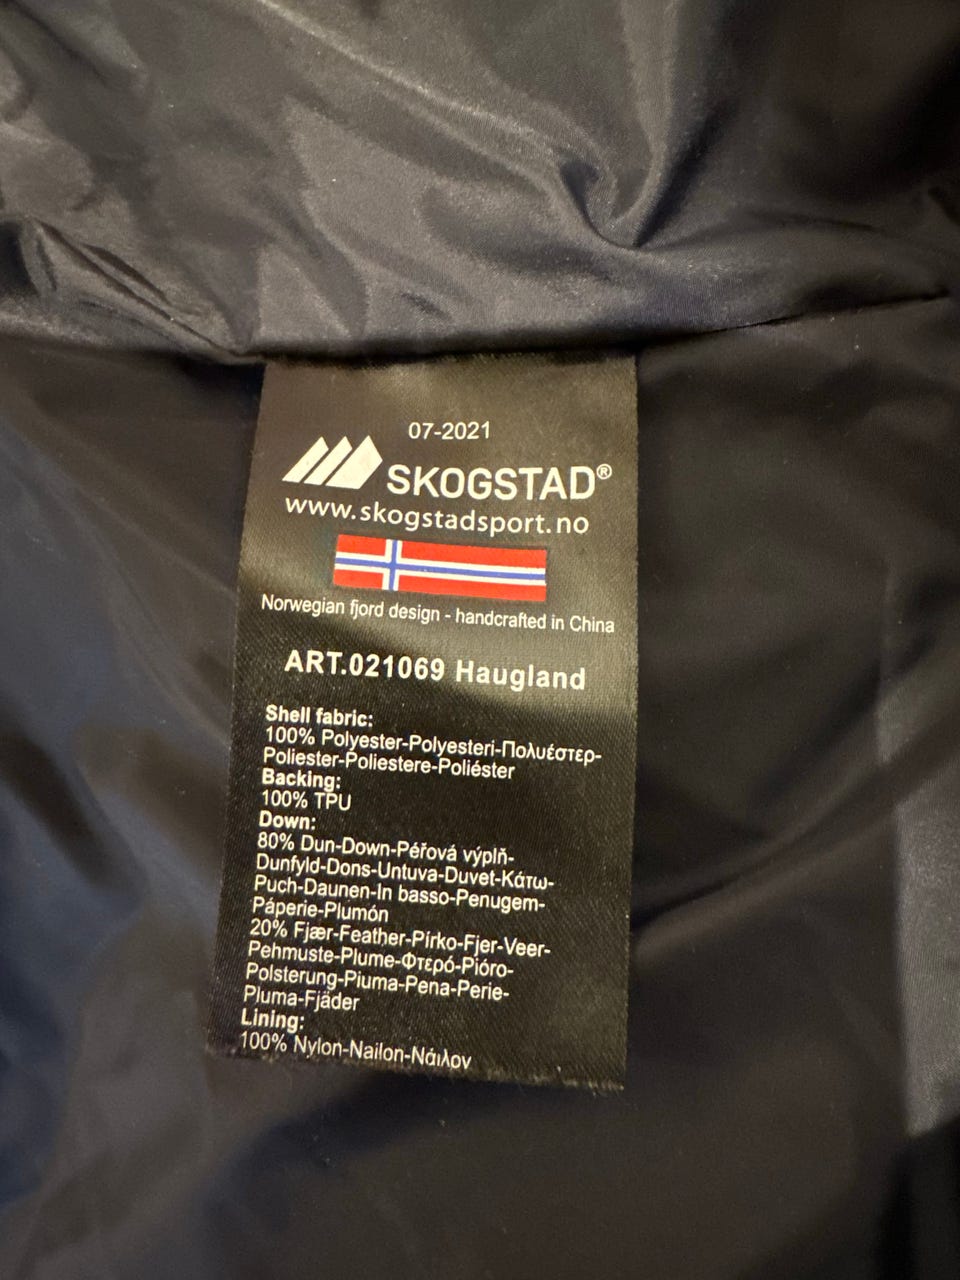 07-2021
SKOGSTAD®
www.skogstadsport.no
Norwegian fjord design - handcrafted in China
ART.021069 Haugland
Shell fabric:
100% Polyester-Polyesteri-Πολυέστερ-
Poliester-Poliestere-Poliéster
Backing:
100% TPU
Down:
80% Dun-Down-Péřová výplň-
Dunfyld-Dons-Untuva-Duvet-Κάτω-
Puch-Daunen-In basso-Penugem-
Páperie-Plumón
20% Fjær-Feather-Pírko-Fjer-Veer-
Pehmuste-Plume-Φτερό-Pióro-
Polsterung-Piuma-Pena-Perie-
Pluma-Fjäder
Lining:
100% Nylon-Nailon-Νάιλον